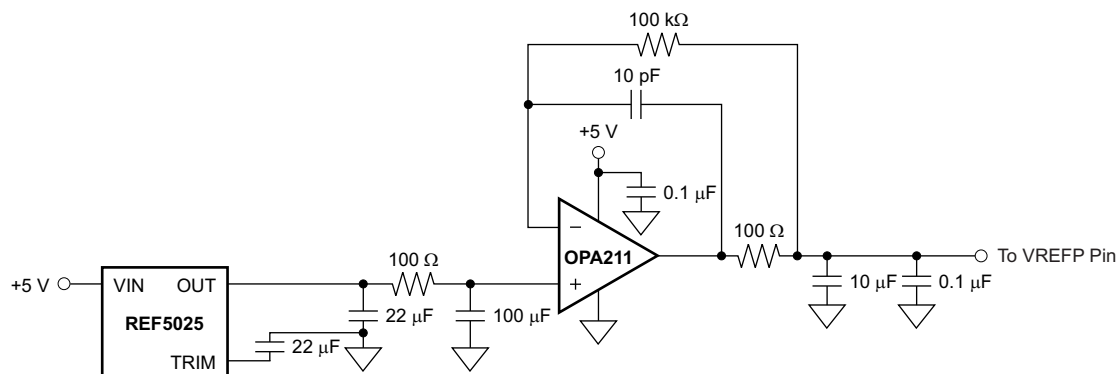 100 kΩ
10 pF
+5 V
0.1 μF
100 Ω
OPA211
−
+
To VREFP Pin
10 μF
0.1 μF
100 Ω
+5 V
VIN
OUT
REF5025
TRIM
22 μF
22 μF
100 μF